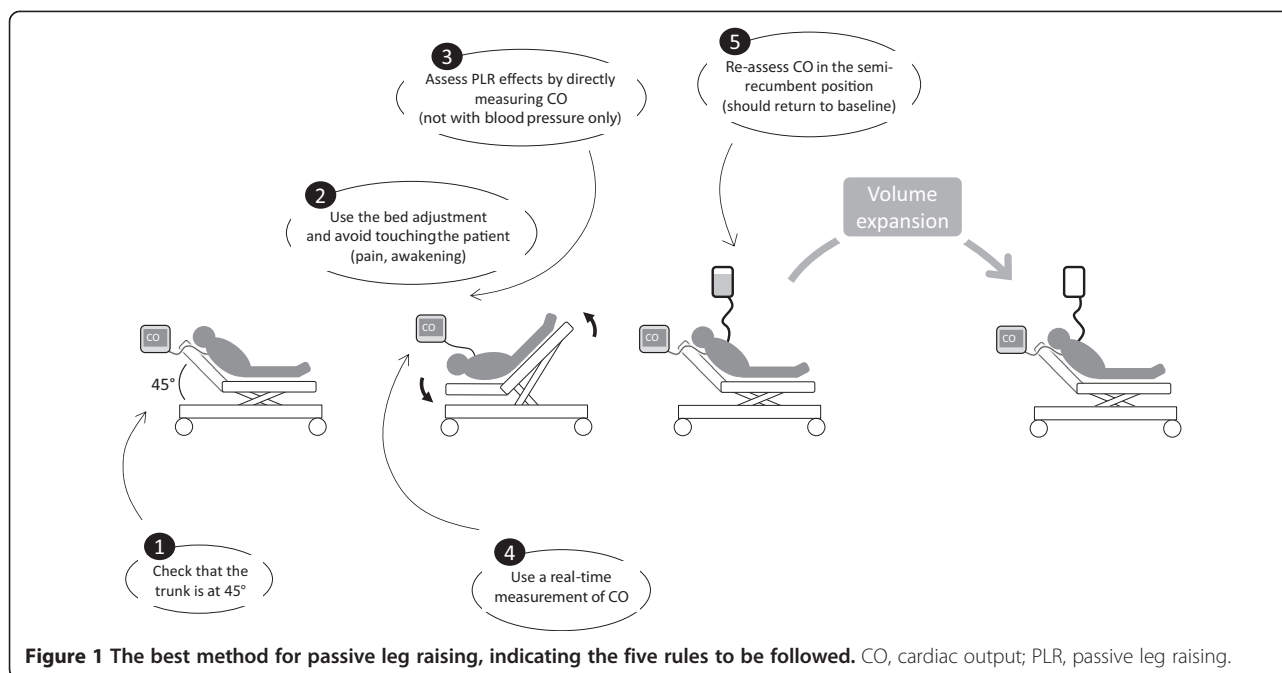 3
Assess PLR effects by directly
measuring CO
(not with blood pressure only)
5
Re-assess CO in the semi-
recumbent position
(should return to baseline)
2
Use the bed adjustment
and avoid touching the patient
(pain, awakening)
Volume
expansion
CO
45°
CO
CO
CO
1
Check that the
trunk is at 45°
4
Use a real-time
measurement of CO
Figure 1 The best method for passive leg raising, indicating the five rules to be followed. CO, cardiac output; PLR, passive leg raising.